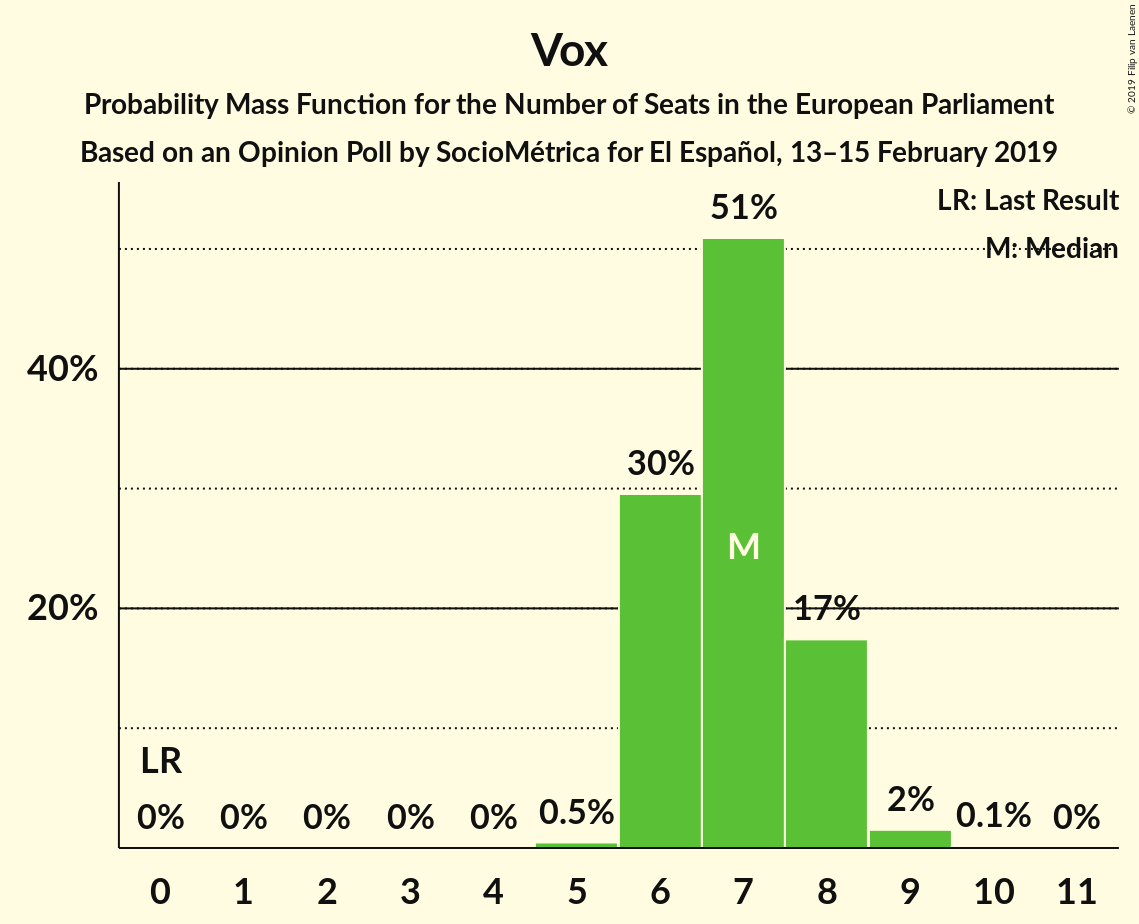 Vox
Probability Mass Function for the Number of Seats in the European Parliament
Based on an Opinion Poll by SocioMétrica for El Español, 13–15 February 2019
© 2019 Filip van Laenen
LR: Last Result
M: Median
40%
20%
51%
30%
M
17%
LR
0% 0% 0% 0% 0% 0.5% 2% 0.1% 0%
0 1 2 3 4 5 6 7 8 9 10 11